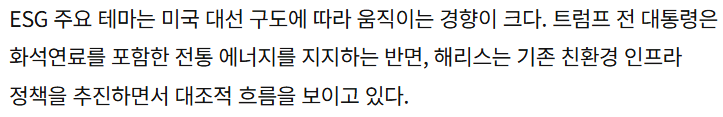 ESG 주요 테마는 미국 대선 구도에 따라 움직이는 경향이 크다. 트럼프 전 대통령은
화석연료를 포함한 전통 에너지를 지지하는 반면, 해리스는 기존 친환경 인프라
정책을 추진하면서 대조적 흐름을 보이고 있다.